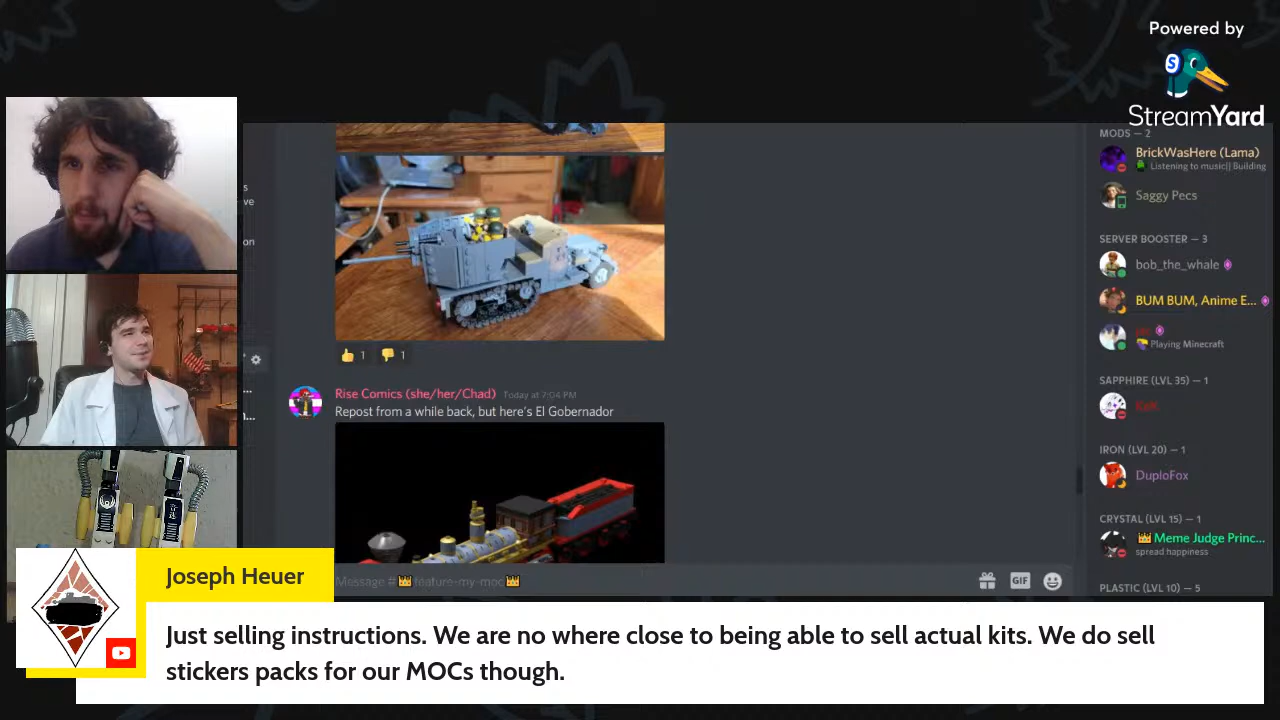 Powered by
StreamYard
MODS — 2
BrickWasHere (Lama)
Listening to music|| Building
Saggy Pecs
SERVER BOOSTER — 3
bob_the_whale
BUM BUM, Anime E...
Playing Minecraft
SAPPHIRE (LVL 35) — 1
IRON (LVL 20) — 1
DuploFox
CRYSTAL (LVL 15) — 1
Meme Judge Princ...
spread happiness
PLASTIC (LVL 10) — 5
s
ve
on
1
1
Rise Comics (she/her/Chad) Today at 7:04 PM
Repost from a while back, but here's El Gobernador
Message #👑feature-my-moc👑
GIF
Joseph Heuer
Just selling instructions. We are no where close to being able to sell actual kits. We do sell
stickers packs for our MOCs though.